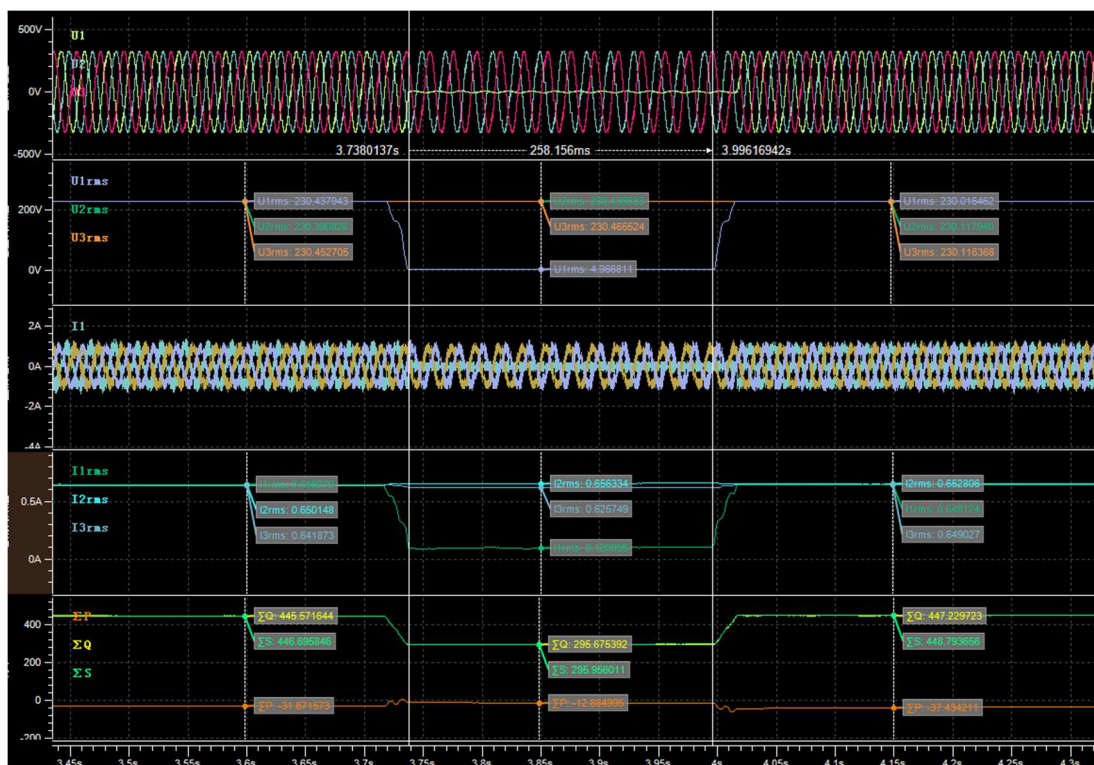 500V
U1
U2
0V
-500V
3.7380137s
258.156ms
3.99616942s
U1rms
U1rms: 230.437943
U1rms: 230.016462
200V
U2rms
U3rms
U3rms: 230.465524
U2rms: 230.117940
U3rms: 230.452705
U3rms: 230.116368
0V
U1rms: 4.966811
2A
I1
0A
-2A
-4A
I1rms
I2rms: 0.656334
I2rms: 0.652806
0.5A
I2rms
I2rms: 0.650148
I3rms: 0.625749
I1rms: 0.648174
I3rms
I3rms: 0.641873
I3rms: 0.649027
0A
ΣP
ΣQ: 445.571644
ΣQ: 447.229723
400
ΣQ
ΣS: 446.695846
ΣQ: 295.675392
ΣS: 448.793656
200
ΣS
ΣS: 295.956011
0
ΣP: -31.671573
ΣP: -12.884995
ΣP: -37.434211
-200
3.45s 3.5s 3.55s 3.6s 3.65s 3.7s 3.75s 3.8s 3.85s 3.9s 3.95s 4s 4.05s 4.1s 4.15s 4.2s 4.25s 4.3s